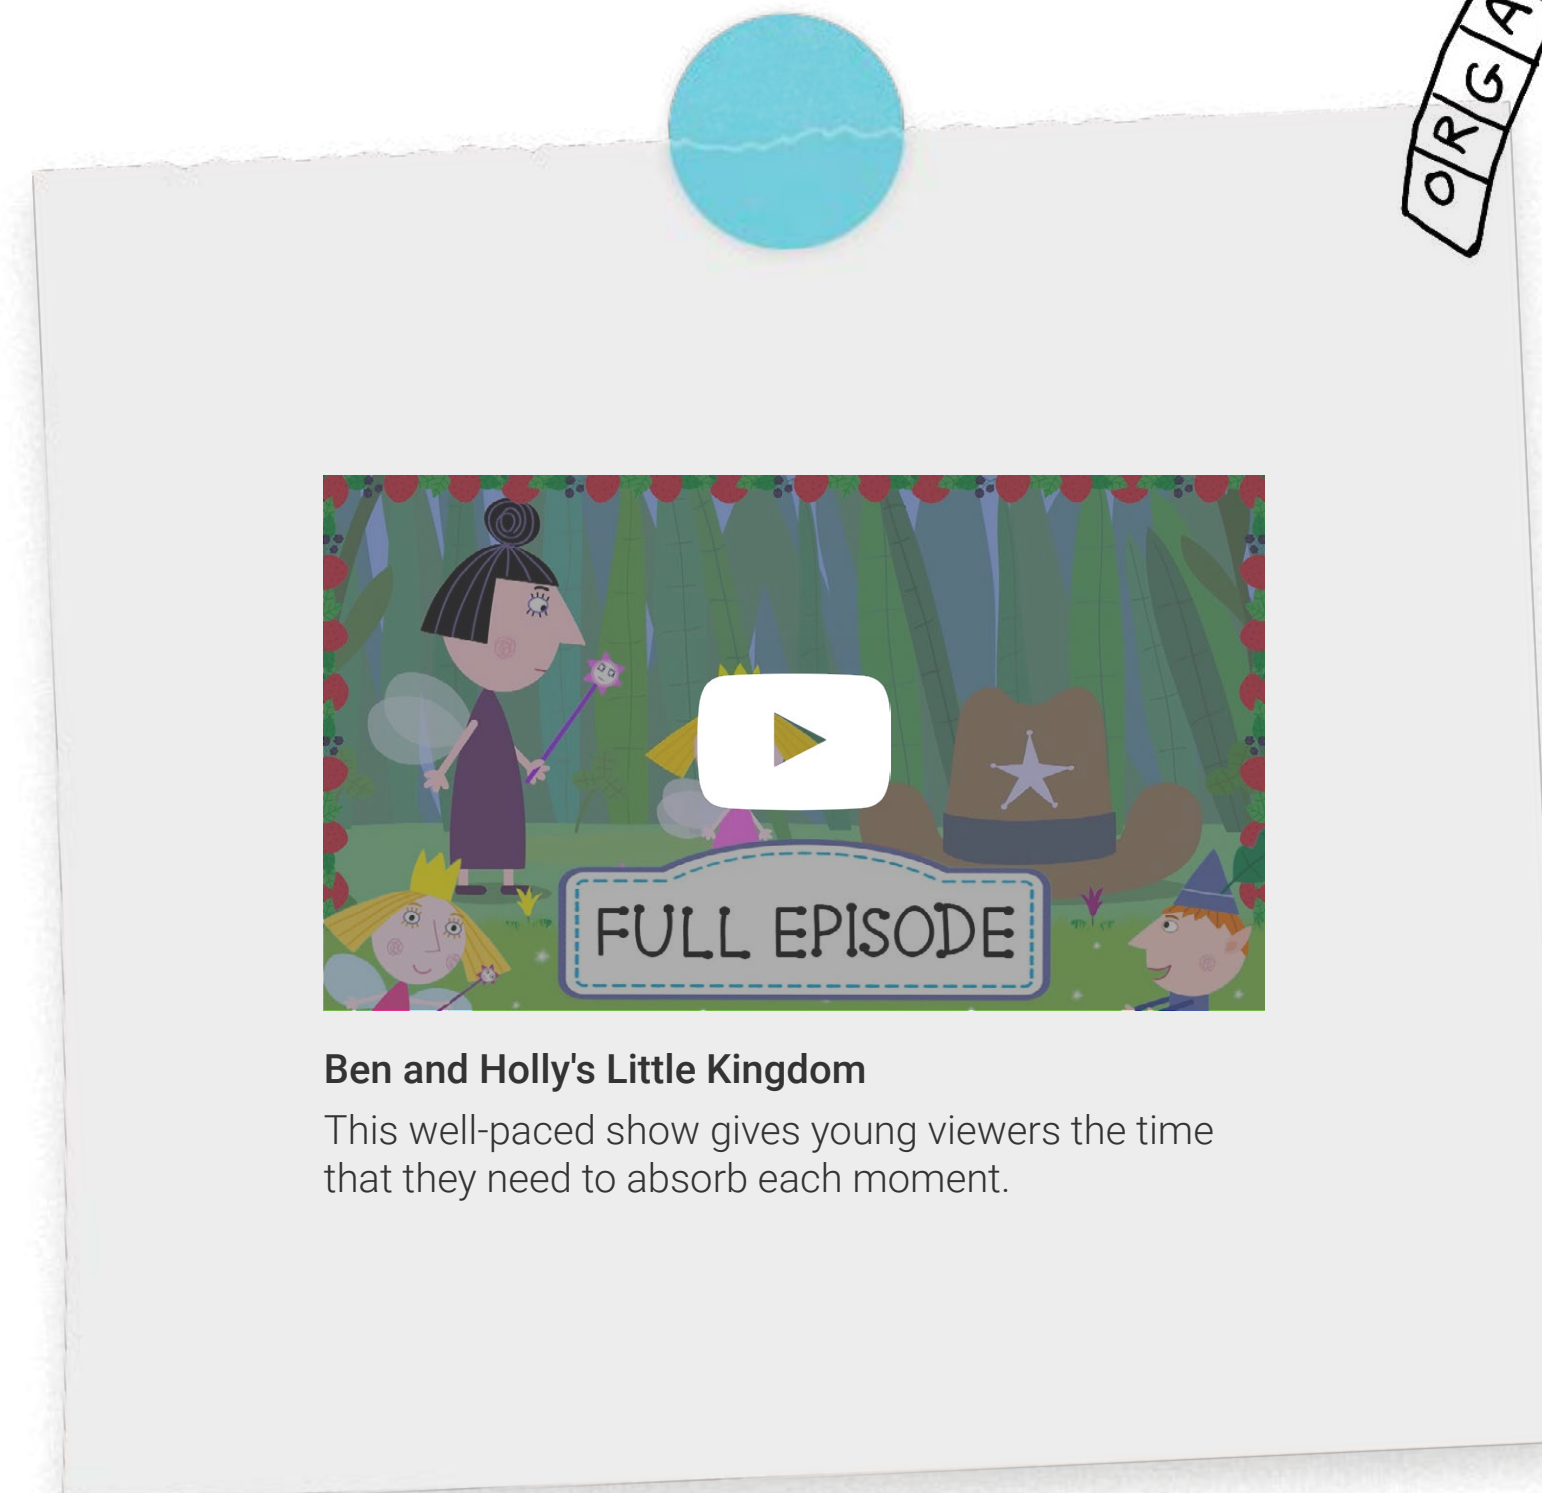 ORGA
FULL EPISODE
Ben and Holly's Little Kingdom
This well-paced show gives young viewers the time
that they need to absorb each moment.